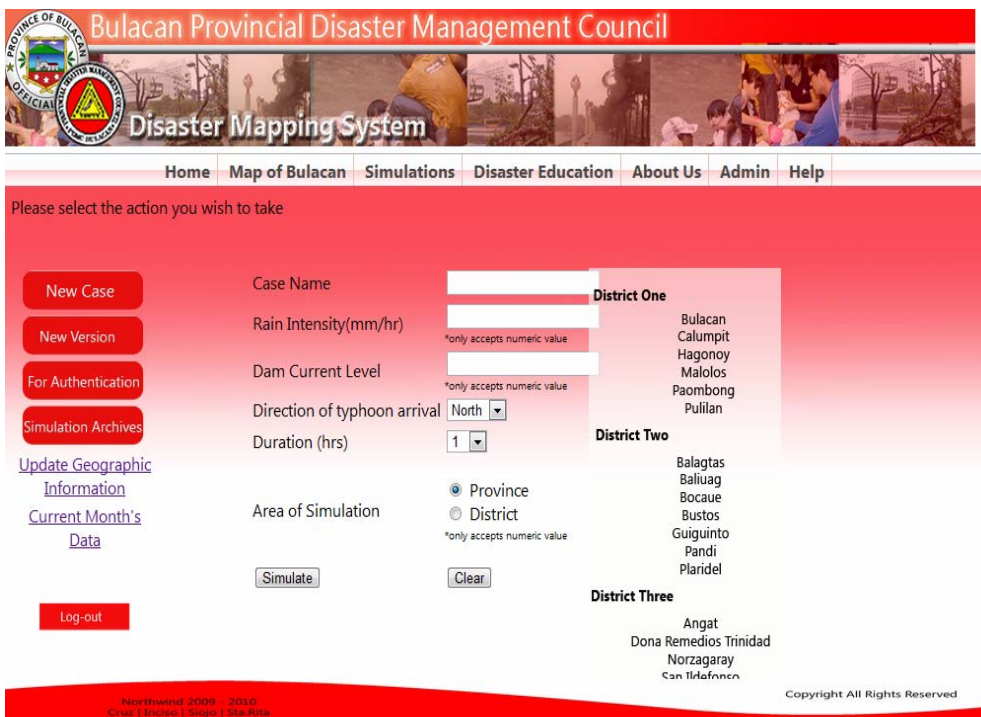 Bulacan Provincial Disaster Management Council
PROVINCE OF BULACAN
OFFICIAL
Disaster Mapping System
Home Map of Bulacan Simulations Disaster Education About Us Admin Help
Please select the action you wish to take
New Case
New Version
For Authentication
Simulation Archives
Update Geographic
Information
Current Month's
Data
Log-out
Case Name
Rain Intensity(mm/hr)
*only accepts numeric value
Dam Current Level
*only accepts numeric value
Direction of typhoon arrival North
Duration (hrs) 1
Area of Simulation
Province
District
*only accepts numeric value
Simulate Clear
District One
Bulacan
Calumpit
Hagonoy
Malolos
Paombong
Pulilan
District Two
Balagtas
Baliuag
Bocaue
Bustos
Guiguinto
Pandi
Plaridel
District Three
Angat
Dona Remedios Trinidad
Norzagaray
San Ildefonso
Northwind 2009 - 2010
Cruz | Inciso | Siojo | Sta.Rita
Copyright All Rights Reserved